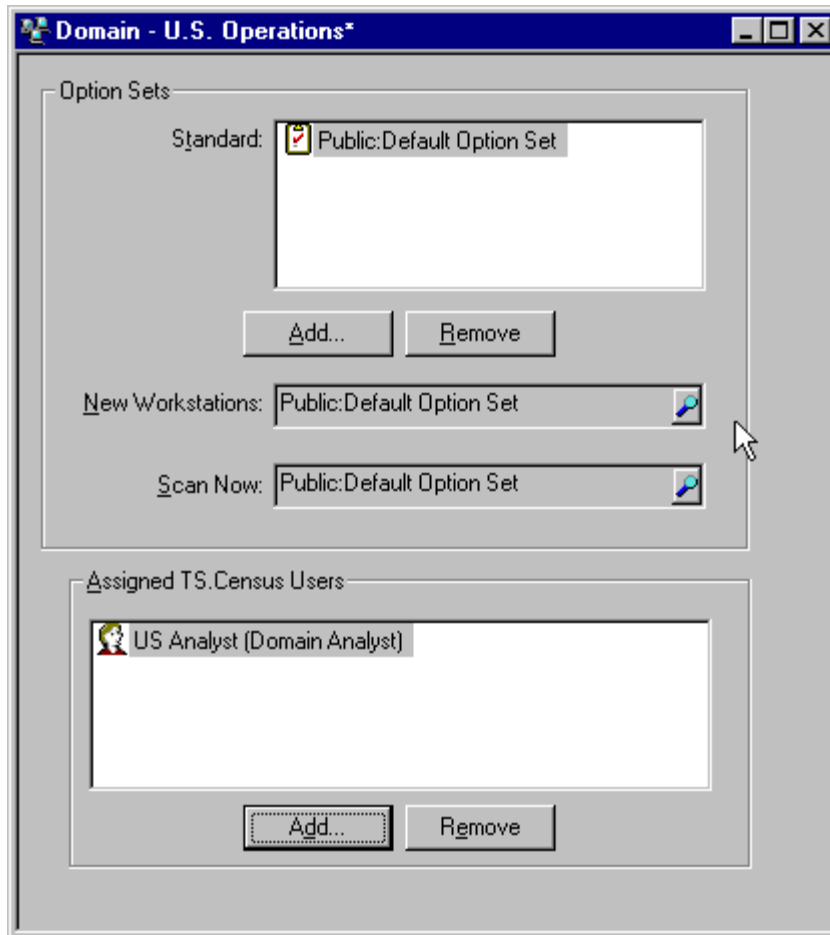 Domain - U.S. Operations*
Option Sets
Standard: Public:Default Option Set
Add... Remove
New Workstations: Public:Default Option Set
Scan Now: Public:Default Option Set
Assigned TS.Census Users
US Analyst (Domain Analyst)
Add... Remove